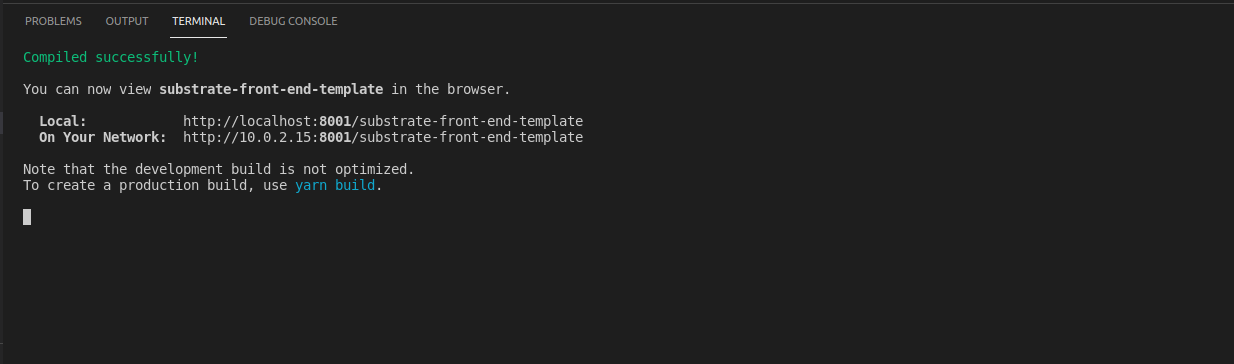 PROBLEMS OUTPUT TERMINAL DEBUG CONSOLE
Compiled successfully!
You can now view substrate-front-end-template in the browser.
Local: http://localhost:8001/substrate-front-end-template
On Your Network: http://10.0.2.15:8001/substrate-front-end-template
Note that the development build is not optimized.
To create a production build, use yarn build.